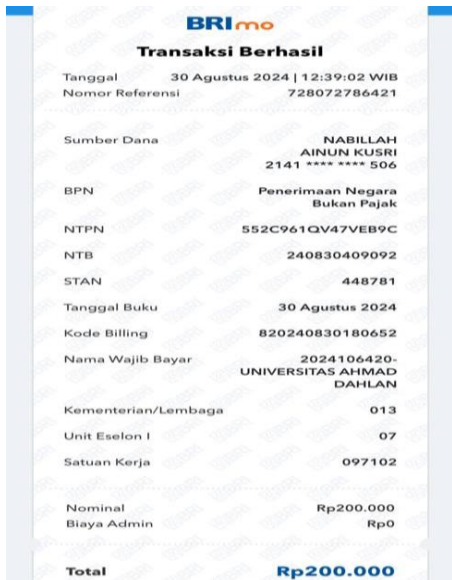 BRImo
Transaksi Berhasil
Tanggal 30 Agustus 2024 | 12:39:02 WIB
Nomor Referensi 728072786421
Sumber Dana NABILLAH
AINUN KUSRI
2141 **** **** 506
BPN Penerimaan Negara
Bukan Pajak
NTPN 552C961QV47VEB9C
NTB 240830409092
STAN 448781
Tanggal Buku 30 Agustus 2024
Kode Billing 820240830180652
Nama Wajib Bayar 2024106420-
UNIVERSITAS AHMAD
DAHLAN
Kementerian/Lembaga 013
Unit Eselon I 07
Satuan Kerja 097102
Nominal Rp200.000
Biaya Admin Rp0
Total Rp200.000